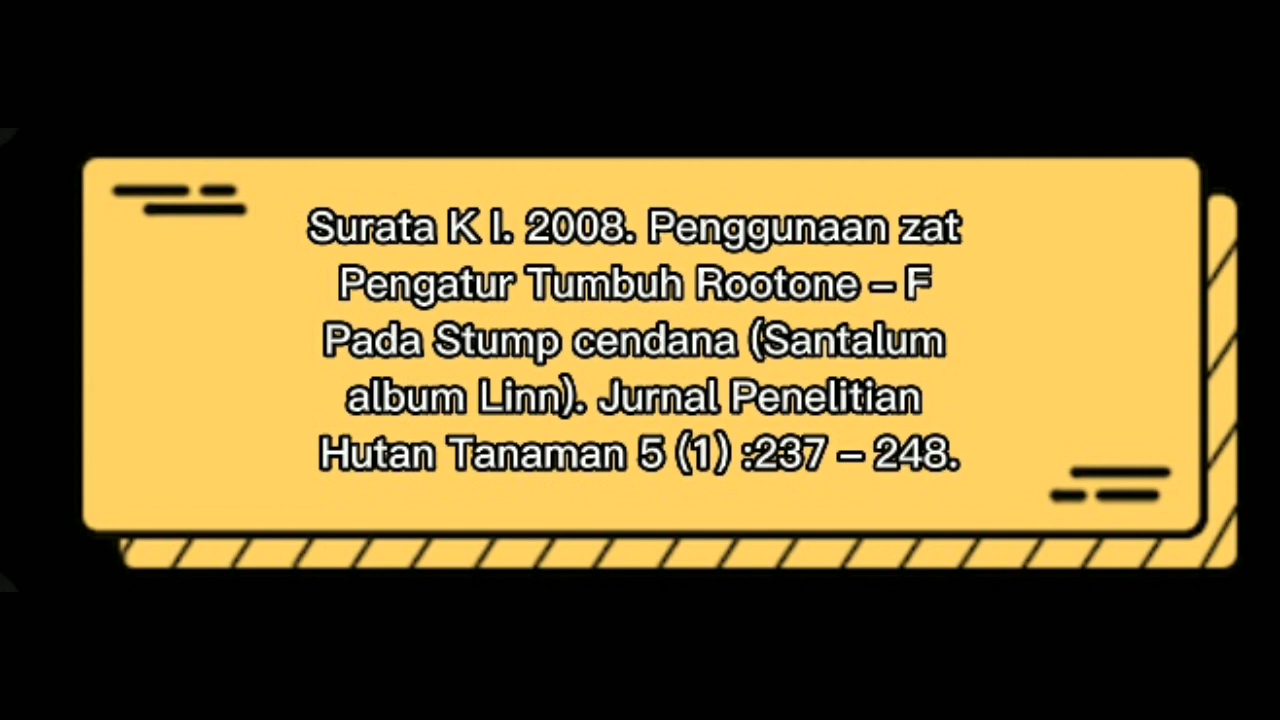 Surata K I. 2008. Penggunaan zat
Pengatur Tumbuh Rootone – F
Pada Stump cendana (Santalum
album Linn). Jurnal Penelitian
Hutan Tanaman 5 (1) :237 – 248.